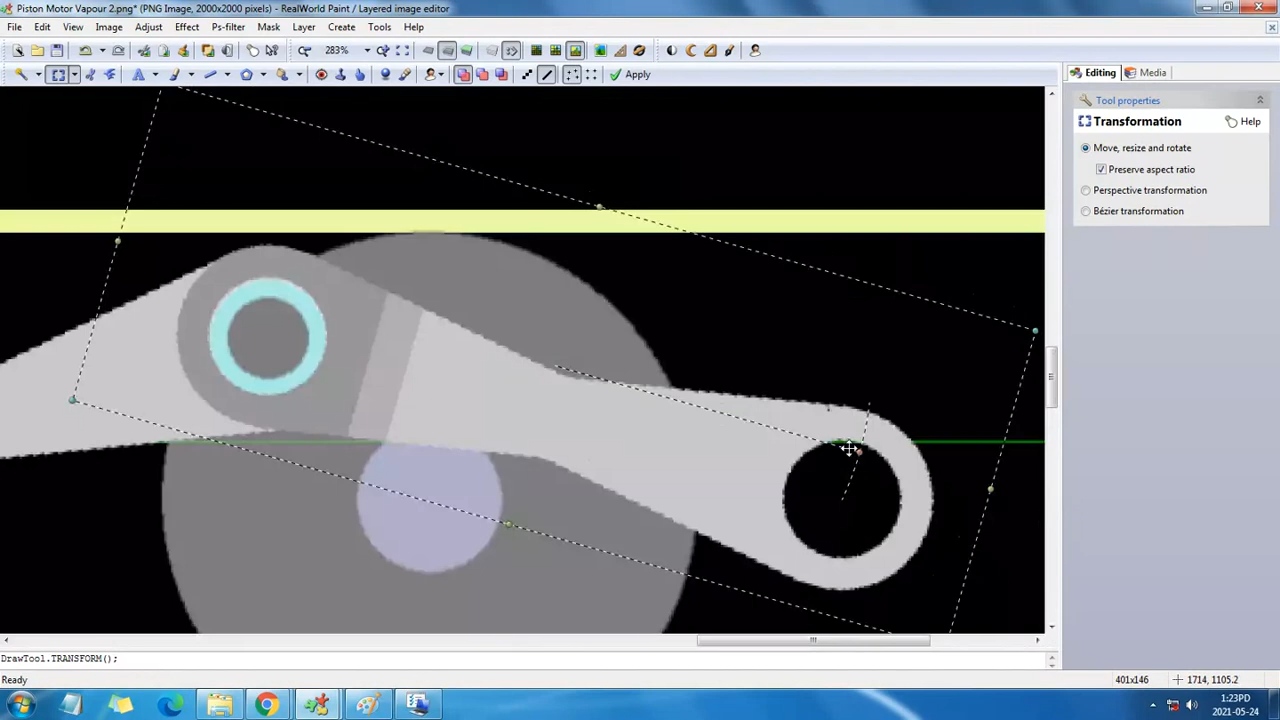 Piston Motor Vapour 2.png* (PNG Image, 2000x2000 pixels) - RealWorld Paint / Layered image editor
File Edit View Image Adjust Effect Ps-filter Mask Layer Create Tools Help
283%
Apply
Editing Media
Tool properties
Transformation Help
Move, resize and rotate
Preserve aspect ratio
Perspective transformation
Bézier transformation
DrawTool.TRANSFORM();
Ready 401x146 1714, 1105.2
1:23PD
2021-05-24